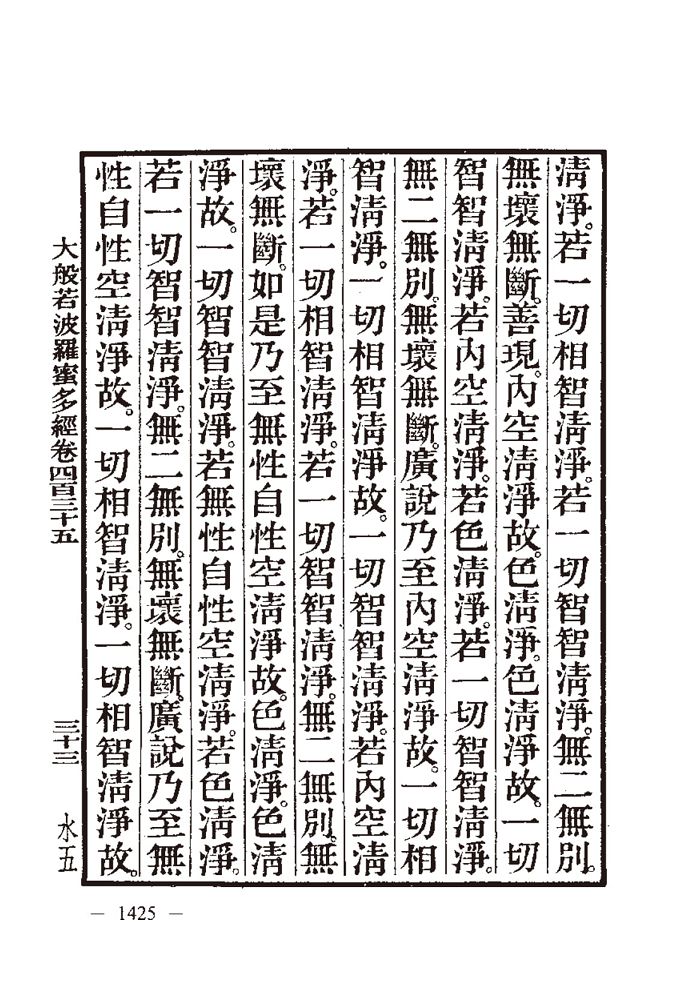 清淨。若一切相智清淨。若一切智智清淨。無二無別。
無壞無斷。善現。內空清淨故。色清淨。色清淨故。一切
智智清淨。若內空清淨。若色清淨。若一切智智清淨。
無二無別。無壞無斷。廣說乃至內空清淨故。一切相
智清淨。一切相智清淨故。一切智智清淨。若內空清
淨。若一切相智清淨。若一切智智清淨。無二無別。無
壞無斷。如是乃至無性自性空清淨故。色清淨。色清
淨故。一切智智清淨。若無性自性空清淨。若色清淨。
若一切智智清淨。無二無別。無壞無斷。廣說乃至無
性自性空清淨故。一切相智清淨。一切相智清淨故。
大般若波羅蜜多經卷四百三十五
三十三
水五
— 1425 —